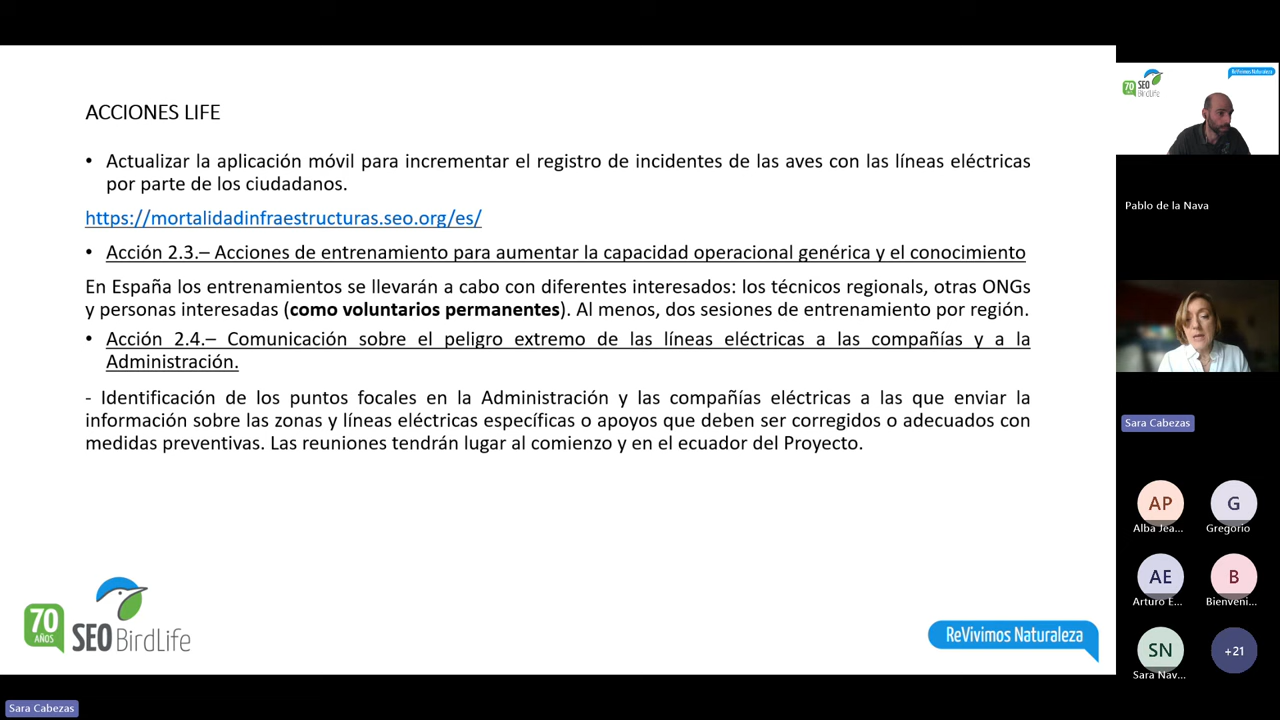 ACCIONES LIFE
• Actualizar la aplicación móvil para incrementar el registro de incidentes de las aves con las líneas eléctricas
por parte de los ciudadanos.
https://mortalidadinfraestructuras.seo.org/es/
• Acción 2.3.– Acciones de entrenamiento para aumentar la capacidad operacional genérica y el conocimiento
En España los entrenamientos se llevarán a cabo con diferentes interesados: los técnicos regionals, otras ONGs
y personas interesadas (como voluntarios permanentes). Al menos, dos sesiones de entrenamiento por región.
• Acción 2.4.– Comunicación sobre el peligro extremo de las líneas eléctricas a las compañías y a la
Administración.
- Identificación de los puntos focales en la Administración y las compañías eléctricas a las que enviar la
información sobre las zonas y líneas eléctricas específicas o apoyos que deben ser corregidos o adecuados con
medidas preventivas. Las reuniones tendrán lugar al comienzo y en el ecuador del Proyecto.
70
AÑOS
SEO BirdLife
ReVivimos Naturaleza
Sara Cabezas
70
SEO
BirdLife
ReVivimos Naturaleza
Pablo de la Nava
Sara Cabezas
AP
G
Alba Jea...
Gregorio
AE
B
Arturo E...
Bienveni...
SN
+21
Sara Nav...